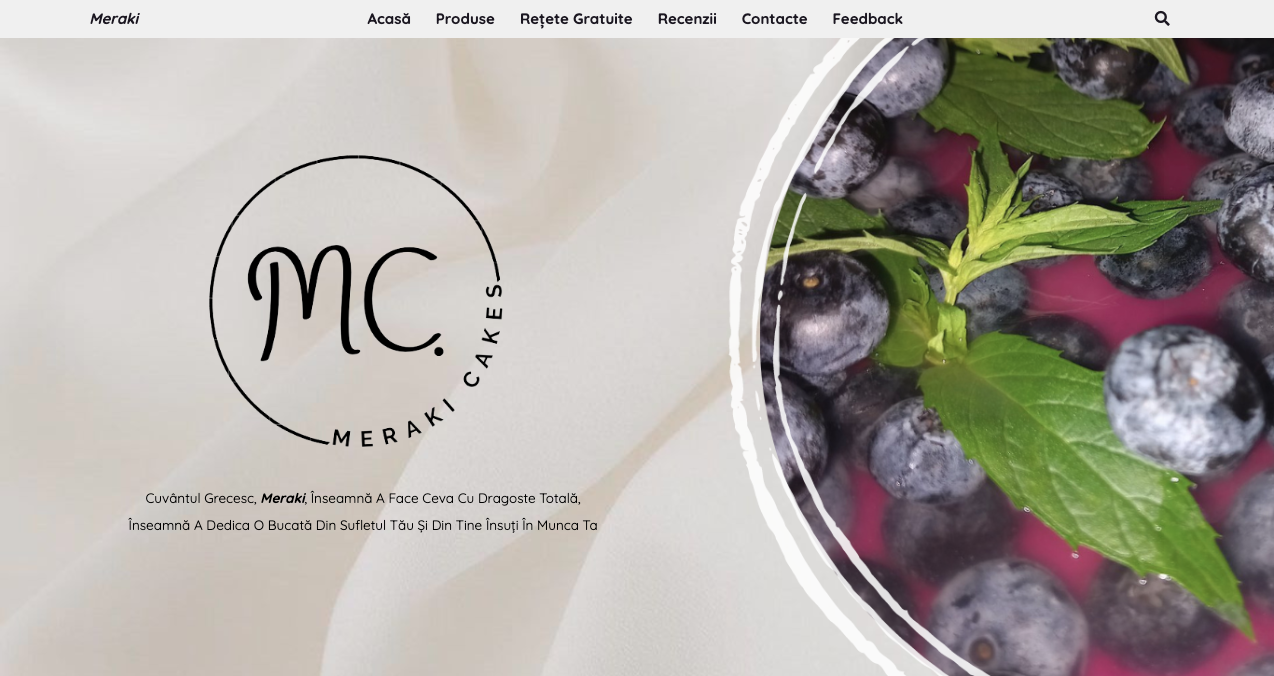 Meraki
Acasă
Produse
Rețete Gratuite
Recenzii
Contacte
Feedback
MC.
MERAKI CAKES
Cuvântul Grecesc, Meraki, Înseamnă A Face Ceva Cu Dragoste Totală,
Înseamnă A Dedica O Bucată Din Sufletul Tău Și Din Tine Însuți În Munca Ta